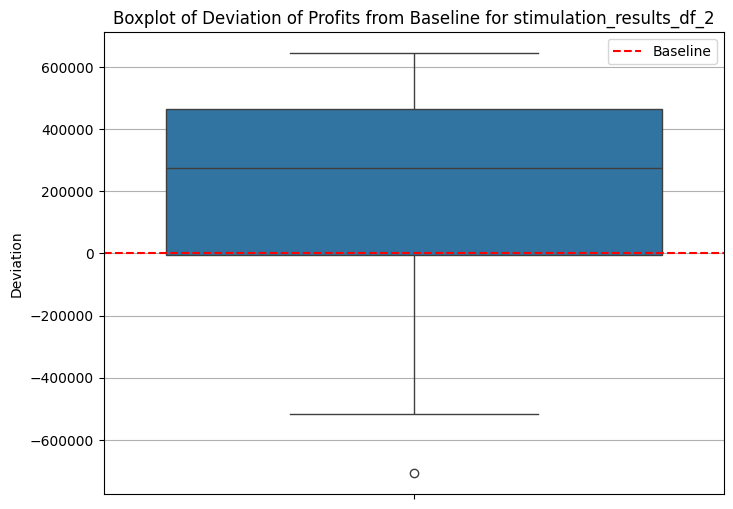 Boxplot of Deviation of Profits from Baseline for stimulation_results_df_2
Baseline
600000
400000
200000
0
−200000
−400000
−600000
Deviation